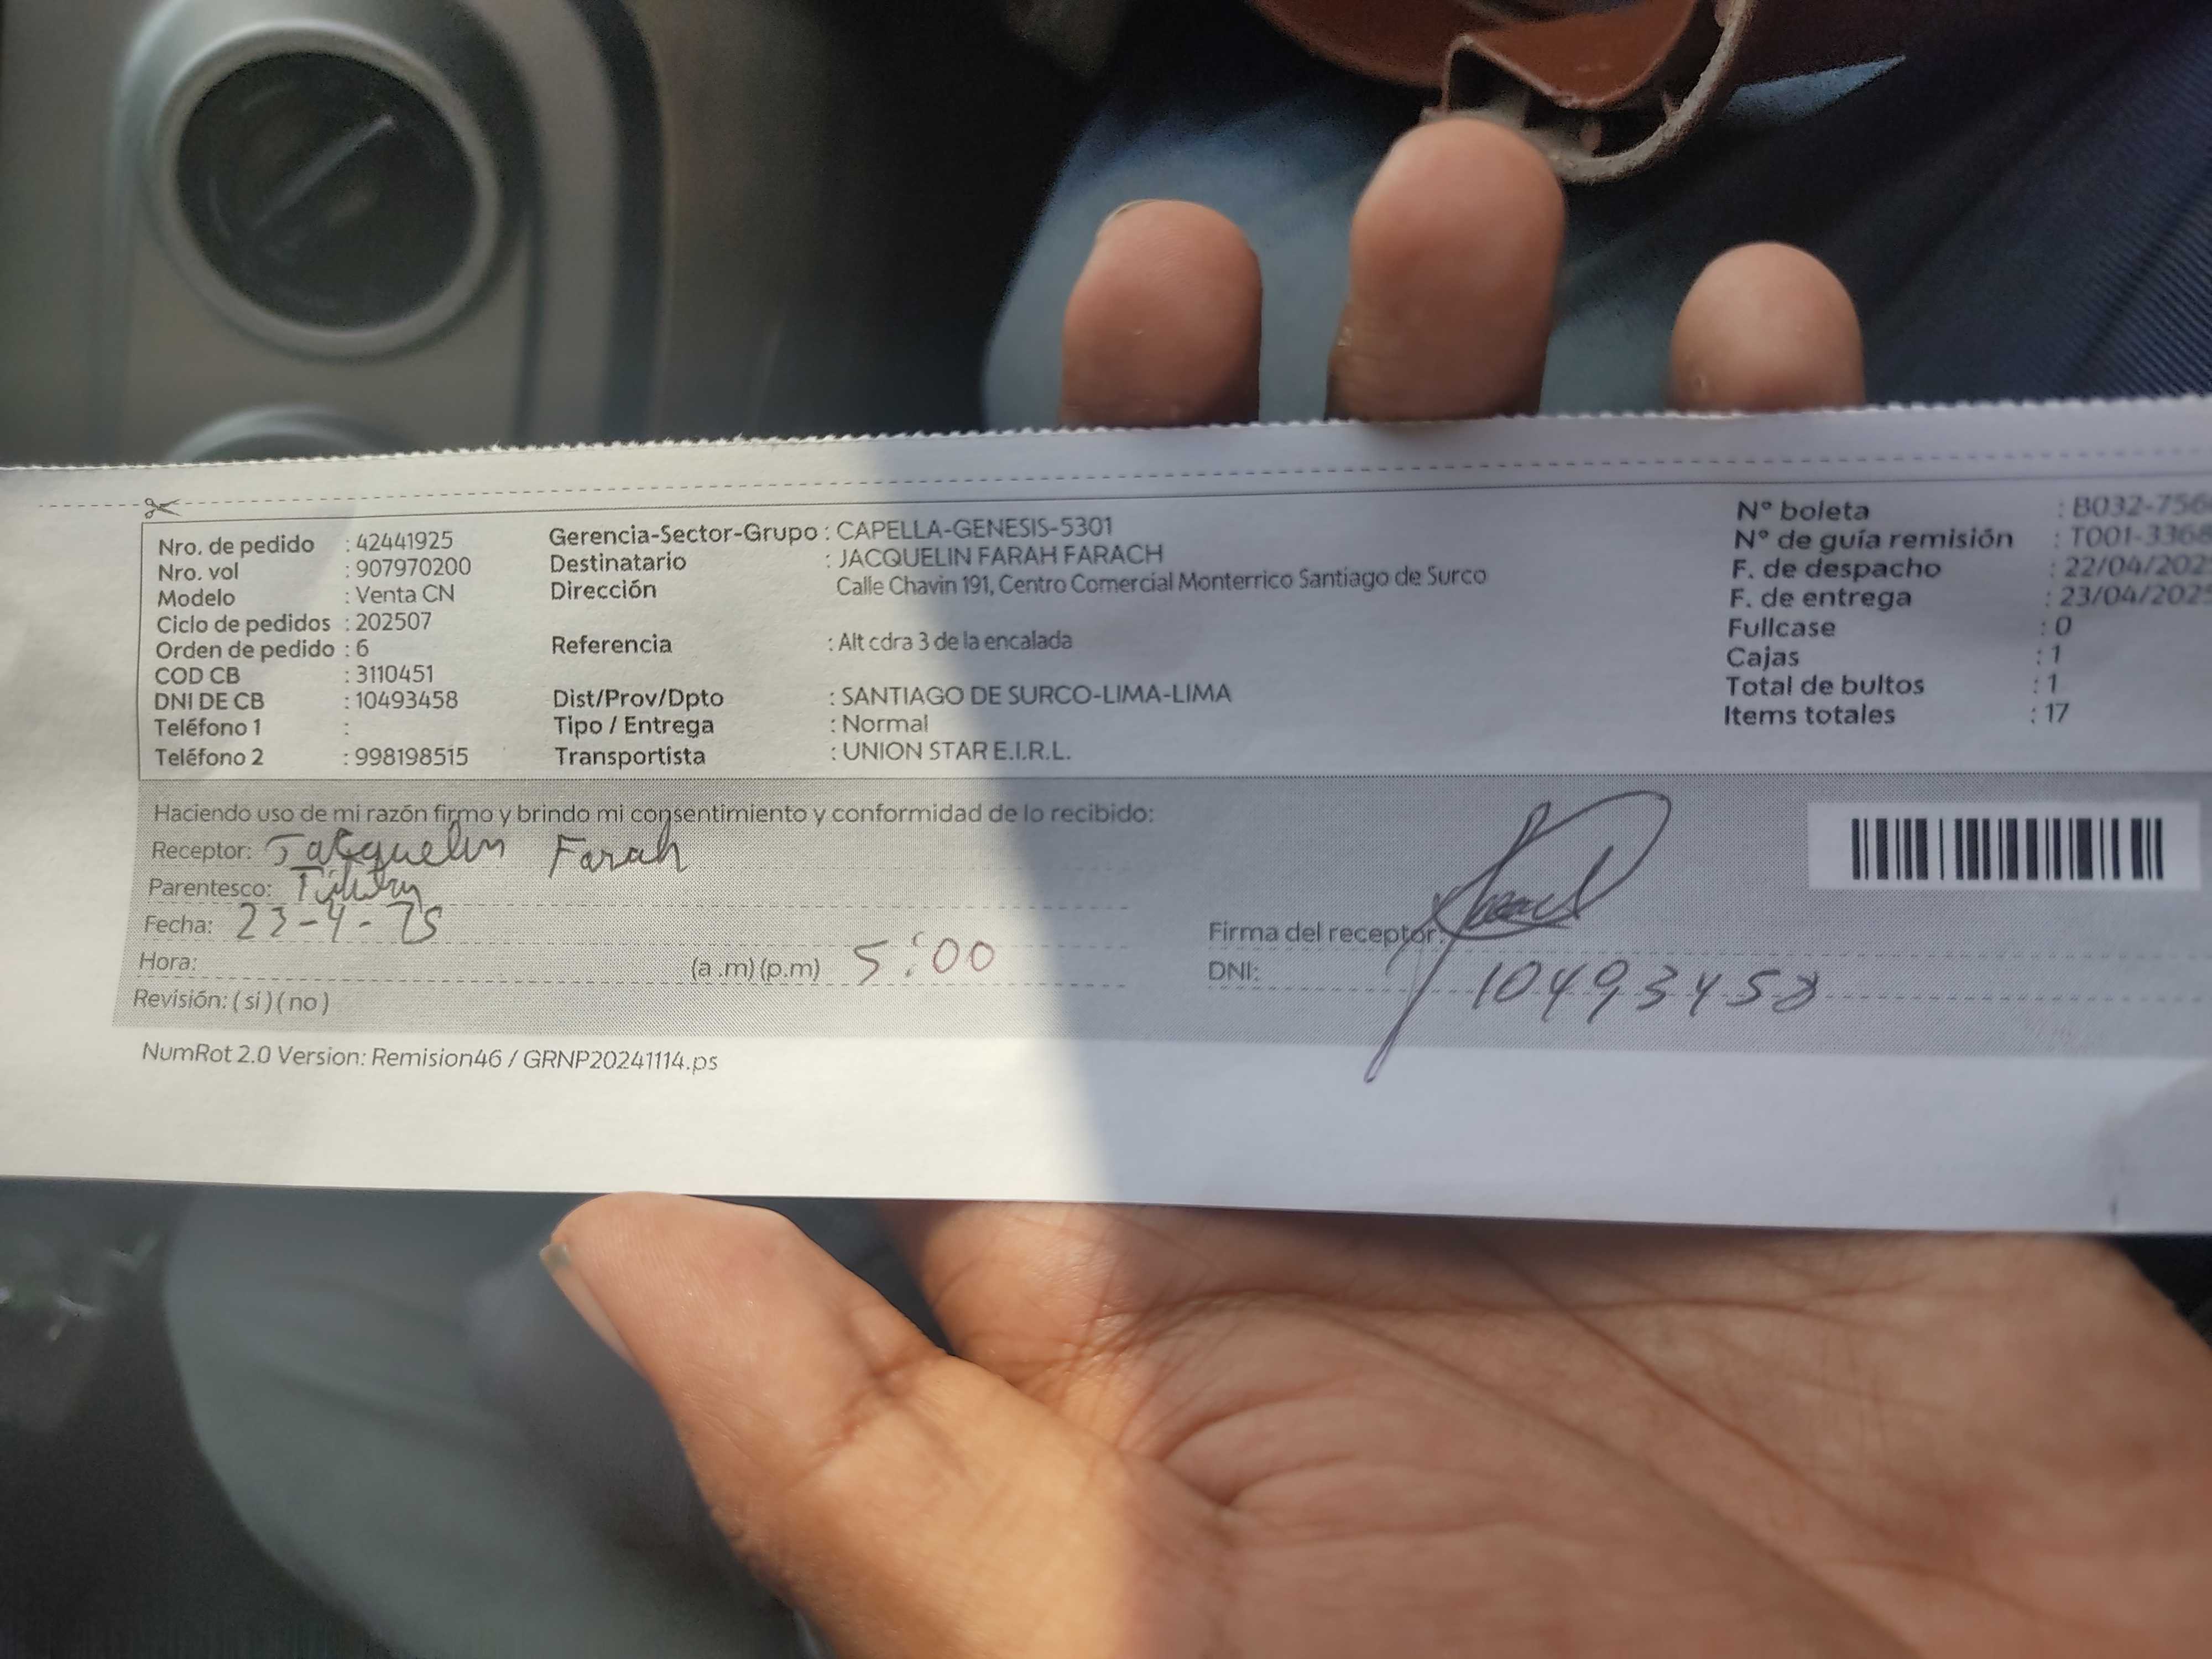 Nro. de pedido : 42441925
Nro. vol : 907970200
Modelo : Venta CN
Ciclo de pedidos : 202507
Orden de pedido : 6
COD CB : 3110451
DNI DE CB : 10493458
Teléfono 1 :
Teléfono 2 : 998198515
Gerencia-Sector-Grupo : CAPELLA-GENESIS-5301
Destinatario : JACQUELIN FARAH FARACH
Dirección Calle Chavin 191, Centro Comercial Monterrico Santiago de Surco
Referencia : Alt cdra 3 de la encalada
Dist/Prov/Dpto : SANTIAGO DE SURCO-LIMA-LIMA
Tipo / Entrega : Normal
Transportista : UNION STAR E.I.R.L.
N° boleta : B032-756
N° de guía remisión : T001-3368
F. de despacho : 22/04/202
F. de entrega : 23/04/2025
Fullcase : 0
Cajas : 1
Total de bultos : 1
Items totales : 17
Haciendo uso de mi razón firmo y brindo mi consentimiento y conformidad de lo recibido:
Receptor: Jacquelin Farah
Parentesco:
Fecha: 23-4-25
Hora: (a .m) (p.m) 5:00
Revisión: ( si ) ( no )
Firma del receptor:
DNI: 10493458
NumRot 2.0 Version: Remision46 / GRNP20241114.ps